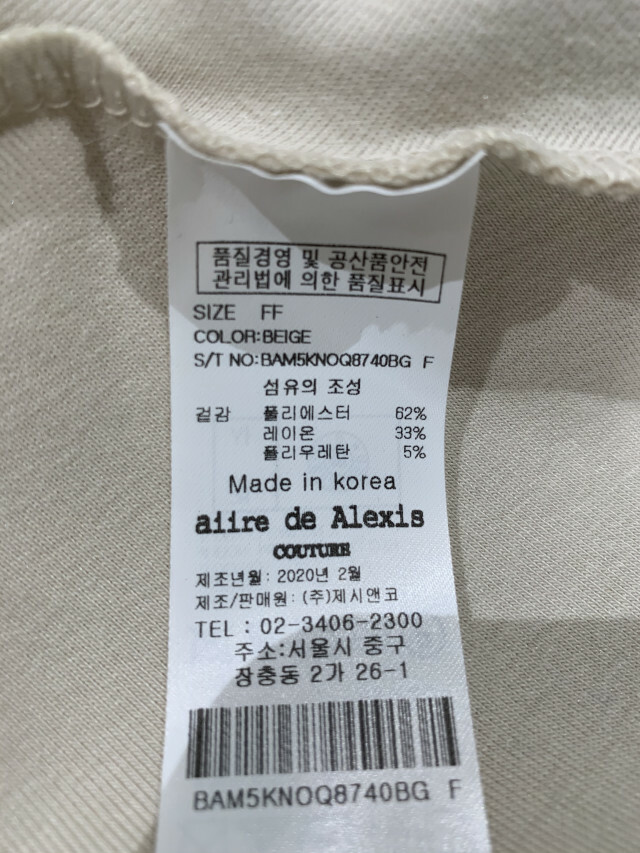 품질경영 및 공산품안전
관리법에 의한 품질표시
SIZE FF
COLOR:BEIGE
S/T NO:BAM5KNOQ8740BG F
섬유의 조성
겉감 폴리에스터 62%
레이온 33%
폴리우레탄 5%
Made in korea
aiire de Alexis
COUTURE
제조년월: 2020년 2월
제조/판매원: (주)제시앤코
TEL : 02-3406-2300
주소:서울시 중구
장충동 2가 26-1
BAM5KNOQ8740BG F